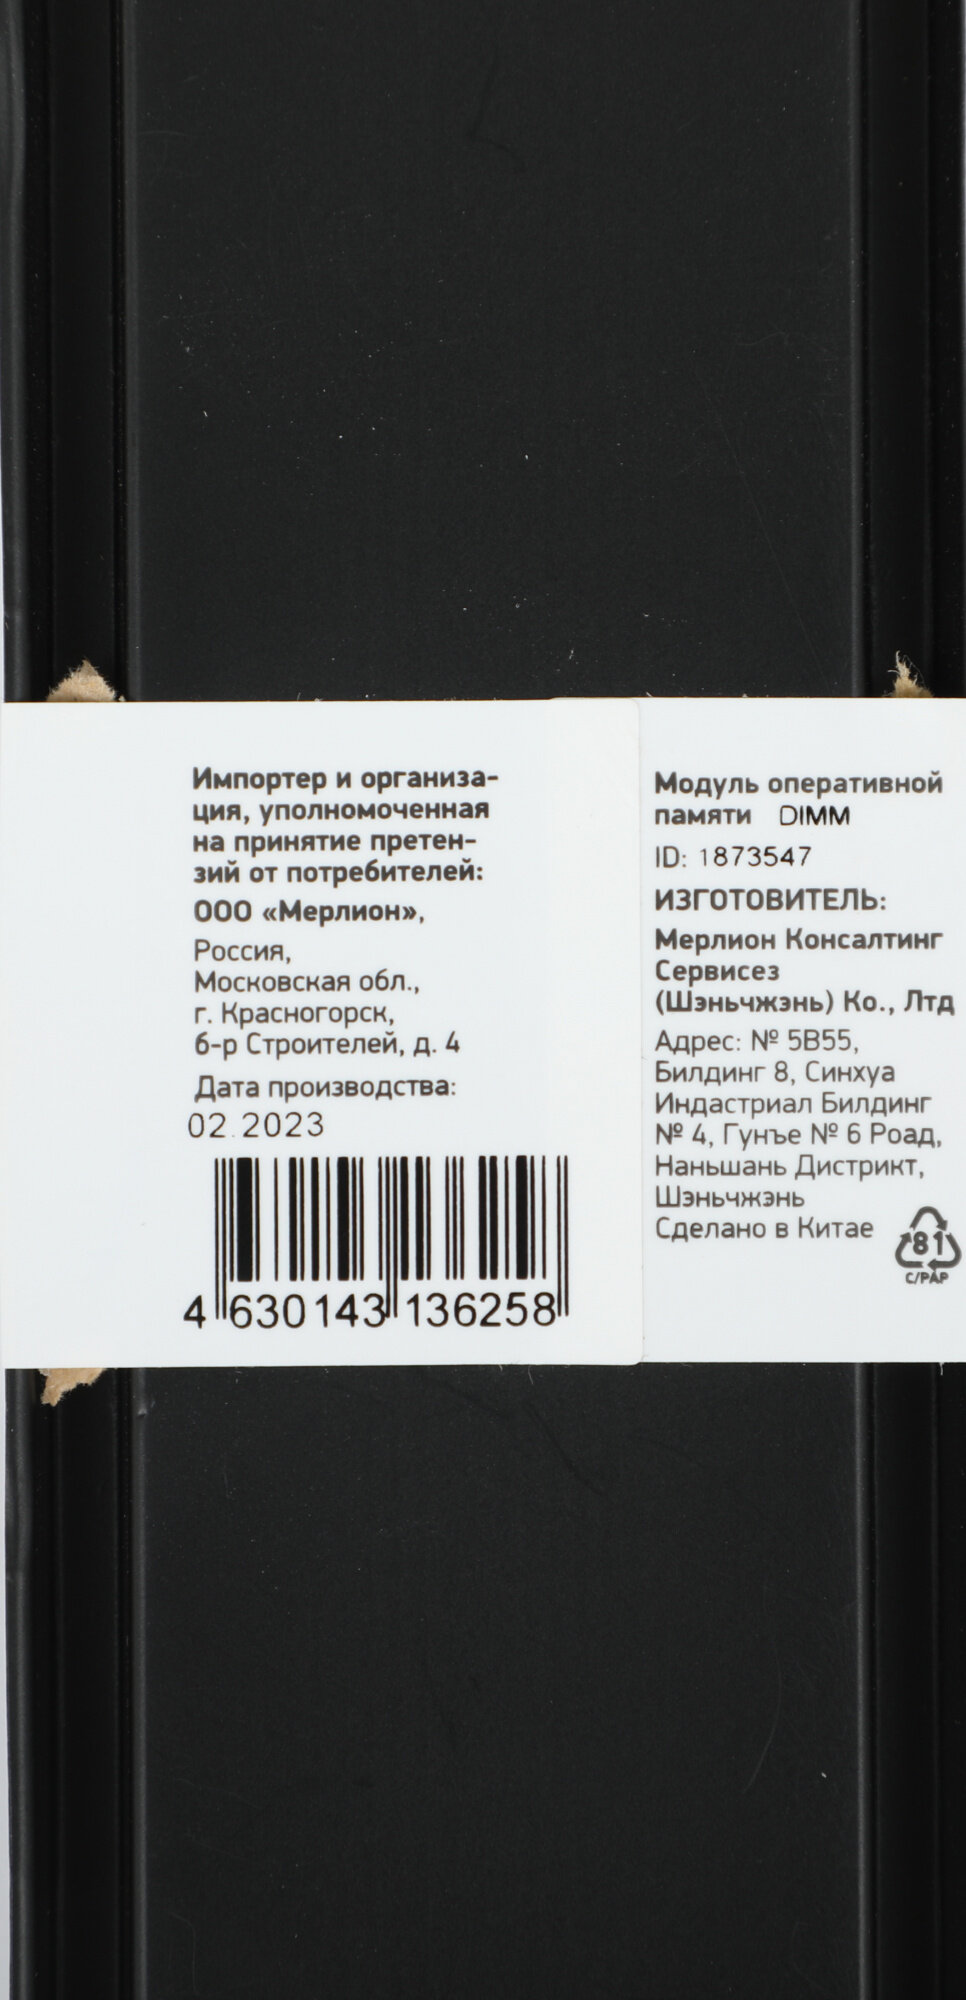 Импортер и организа-
ция, уполномоченная
на принятие претен-
зий от потребителей:
ООО «Мерлион»,
Россия,
Московская обл.,
г. Красногорск,
б-р Строителей, д. 4
Дата производства:
02.2023
4 630143 136258
Модуль оперативной
памяти DIMM
ID: 1873547
ИЗГОТОВИТЕЛЬ:
Мерлион Консалтинг
Сервисез
(Шэньчжэнь) Ко., Лтд
Адрес: № 5B55,
Билдинг 8, Синхуа
Индастриал Билдинг
№ 4, Гунъе № 6 Роад,
Наньшань Дистрикт,
Шэньчжэнь
Сделано в Китае
81
C/PAP